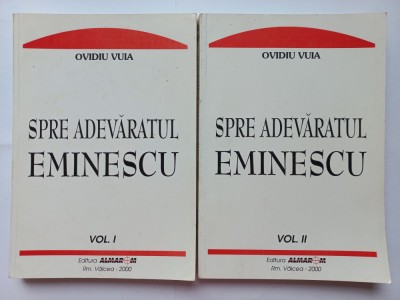 OVIDIU VUIA
SPRE ADEVĂRATUL
EMINESCU
VOL. I
Editura ALMAROM
Rm. Vâlcea - 2000
OVIDIU VUIA
SPRE ADEVĂRATUL
EMINESCU
VOL. II
Editura ALMAROM
Rm. Vâlcea - 2000